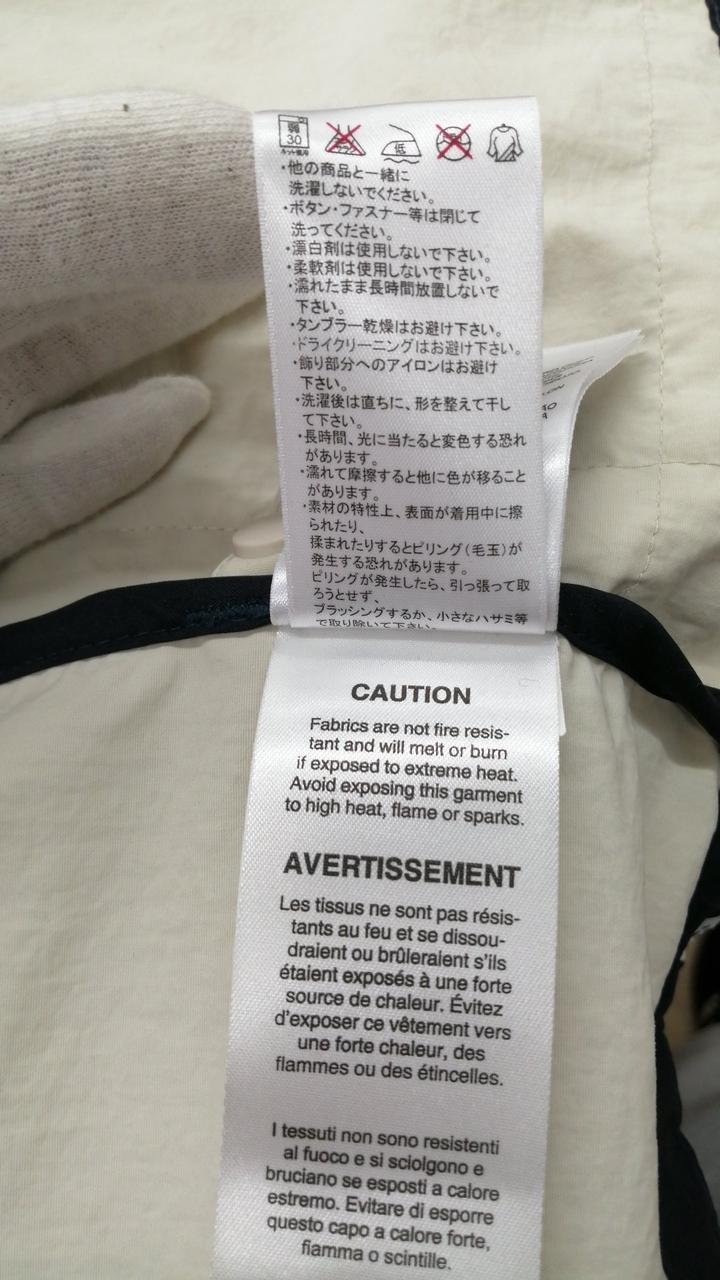 弱
30
ネット使用
低
・他の商品と一緒に
洗濯しないでください。
・ボタン・ファスナー等は閉じて
洗ってください。
・漂白剤は使用しないで下さい。
・柔軟剤は使用しないで下さい。
・濡れたまま長時間放置しないで
下さい。
・タンブラー乾燥はお避け下さい。
・ドライクリーニングはお避け下さい。
・飾り部分へのアイロンはお避け
下さい。
・洗濯後は直ちに、形を整えて干し
て下さい。
・長時間、光に当たると変色する恐れ
があります。
・濡れて摩擦すると他に色が移ること
があります。
・素材の特性上、表面が着用中に擦
られたり、
揉まれたりするとピリング(毛玉)が
発生する恐れがあります。
ピリングが発生したら、引っ張って取
ろうとせず、
ブラッシングするか、小さなハサミ等
で取り除いて下さい。
CAUTION
Fabrics are not fire resis-
tant and will melt or burn
if exposed to extreme heat.
Avoid exposing this garment
to high heat, flame or sparks.
AVERTISSEMENT
Les tissus ne sont pas résis-
tants au feu et se dissou-
draient ou brûleraient s'ils
étaient exposés à une forte
source de chaleur. Évitez
d'exposer ce vêtement vers
une forte chaleur, des
flammes ou des étincelles.
I tessuti non sono resistenti
al fuoco e si sciolgono e
bruciano se esposti a calore
estremo. Evitare di esporre
questo capo a calore forte,
fiamma o scintille.